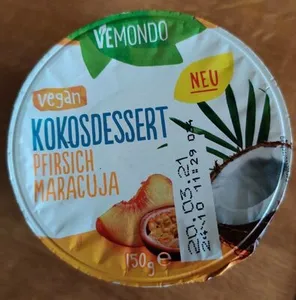 VEMONDO
NEU
vegan
KOKOSDESSERT
PFIRSICH
MARACUJA
150g e
20.03.21